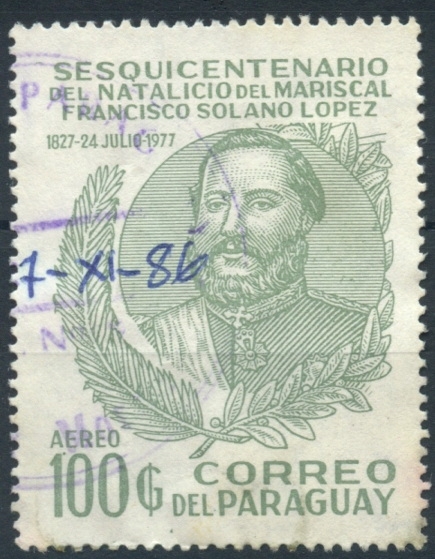 SESQUICENTENARIO
DEL NATALICIO DEL MARISCAL
FRANCISCO SOLANO LOPEZ
1827-24 JULIO-1977
7-XI-86
AEREO
100 ₲
CORREO
DEL PARAGUAY